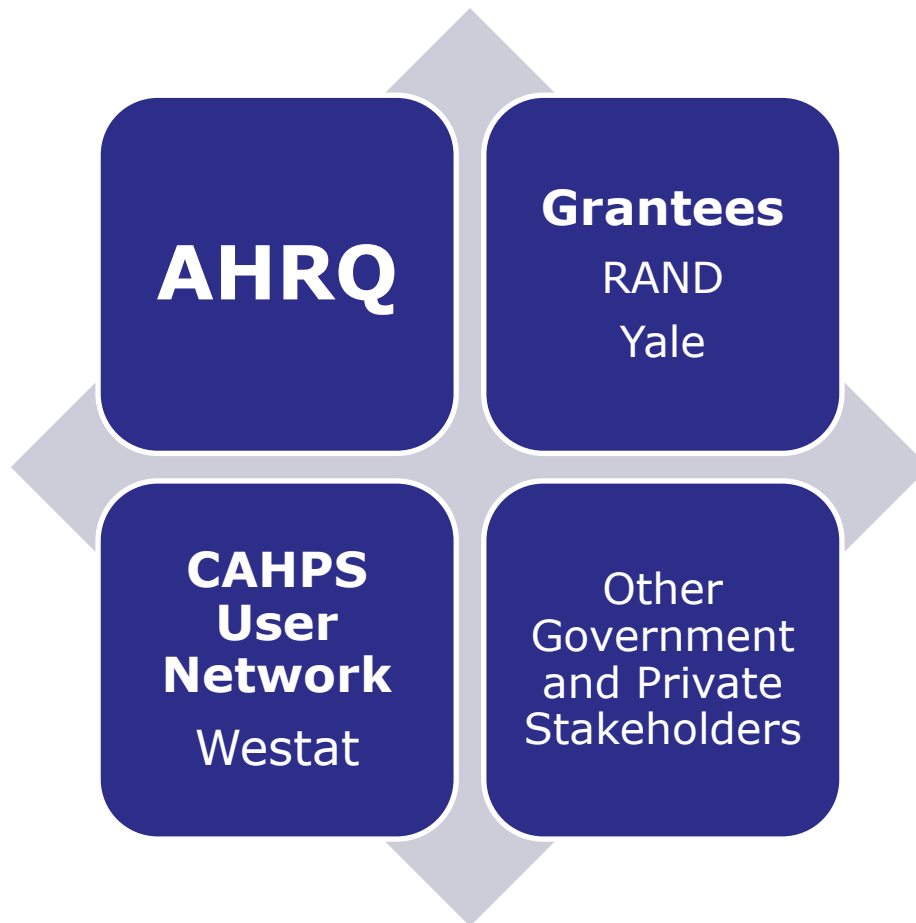 AHRQ
Grantees
RAND
Yale
CAHPS
User
Network
Westat
Other
Government
and Private
Stakeholders